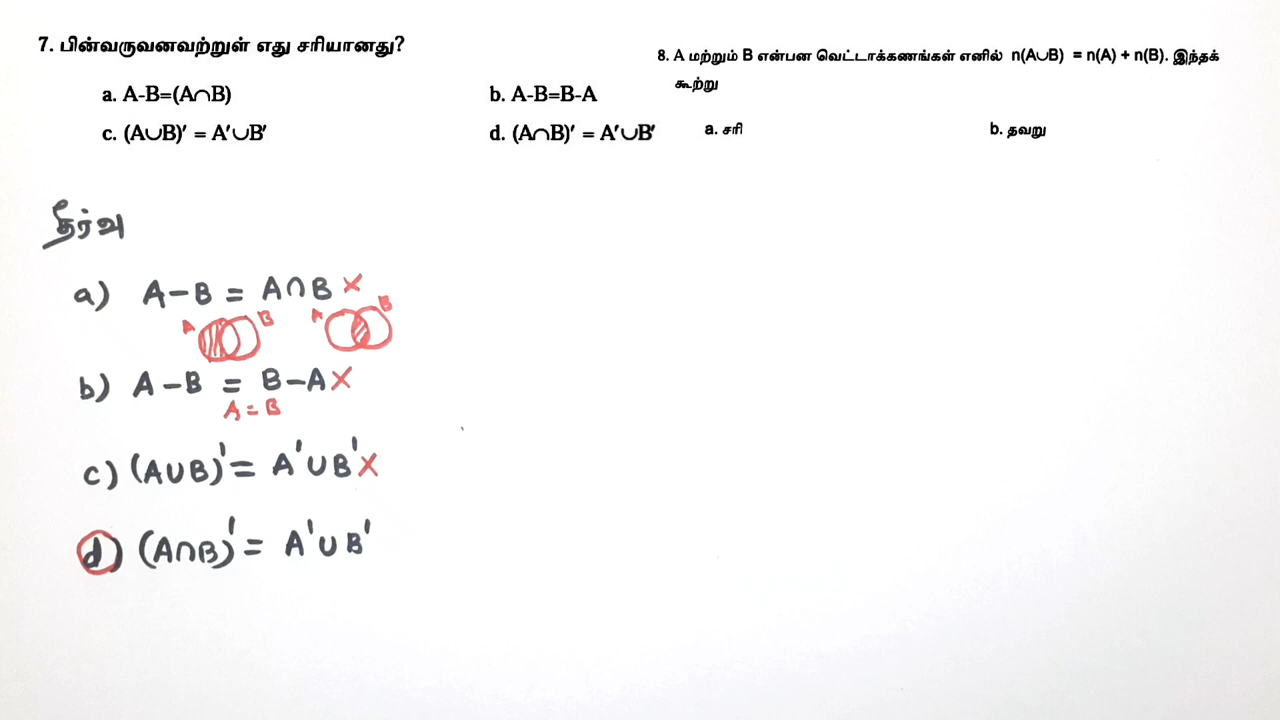 7. பின்வருவனவற்றுள் எது சரியானது?
a. A-B=(A∩B)
b. A-B=B-A
c. (A∪B)′ = A′∪B′
d. (A∩B)′ = A′∪B′
8. A மற்றும் B என்பன வெட்டாக்கணங்கள் எனில் n(A∪B) = n(A) + n(B). இந்தக்
கூற்று
a. சரி
b. தவறு
தீர்வு
a) A-B = A∩B ×
A B A B
b) A-B = B-A ×
A = B
c) (A∪B)′ = A′∪B′ ×
d) (A∩B)′ = A′∪B′